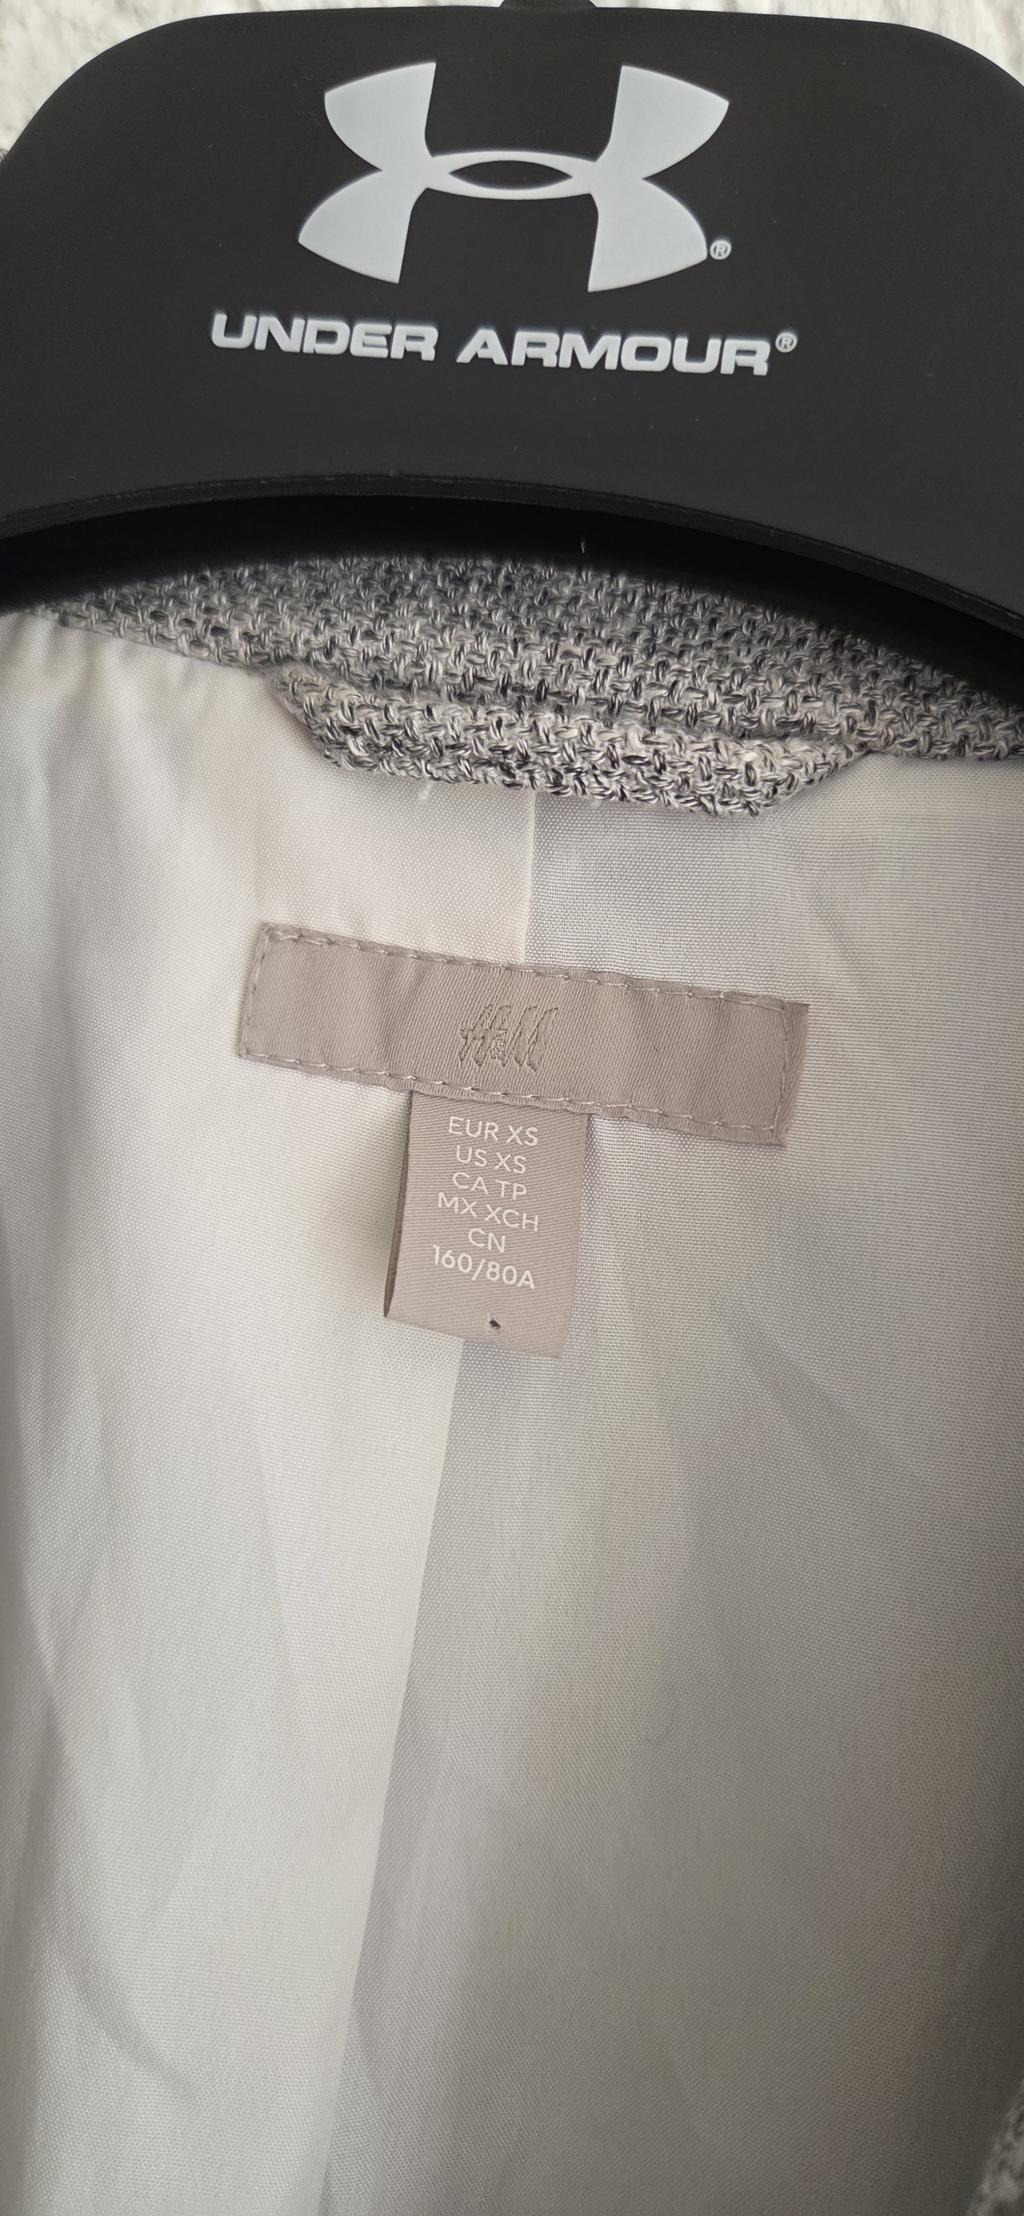 UNDER ARMOUR®
H&M
EUR XS
US XS
CA TP
MX XCH
CN
160/80A